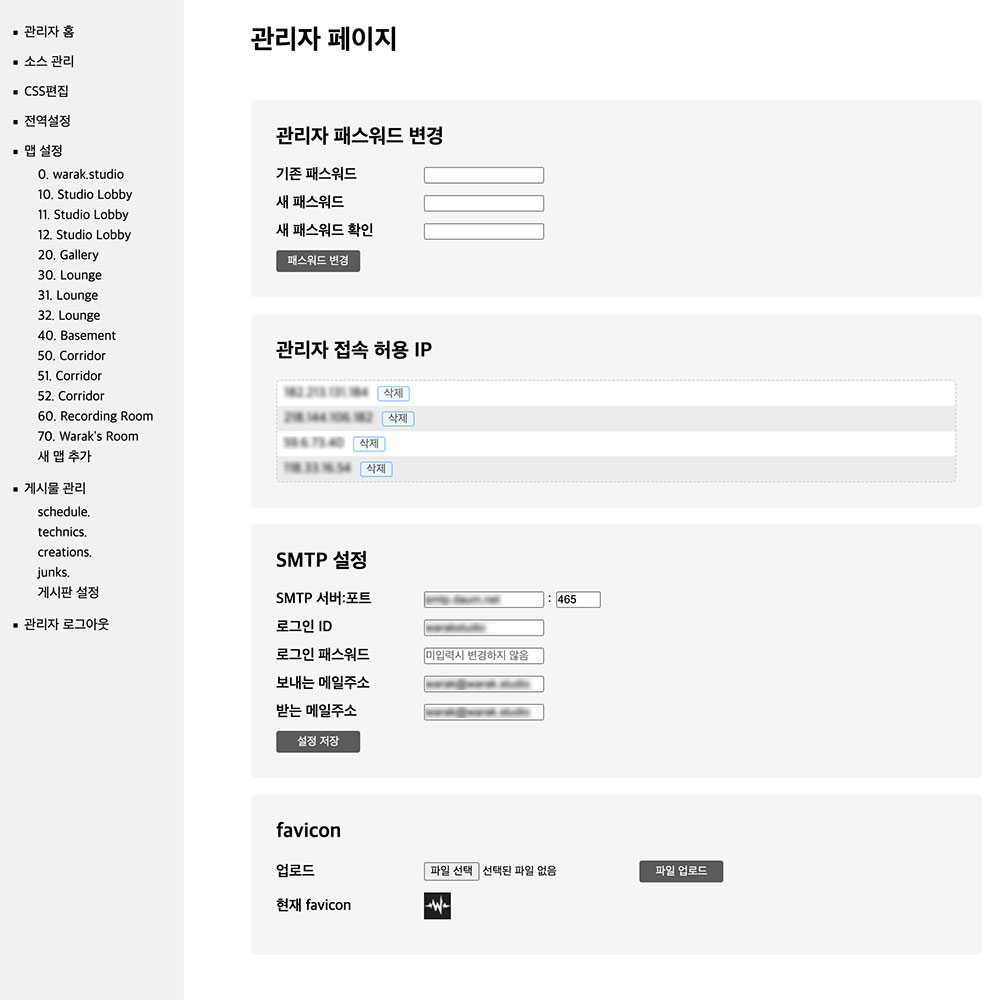 관리자 홈
소스 관리
CSS편집
전역설정
맵 설정
0. warak.studio
10. Studio Lobby
11. Studio Lobby
12. Studio Lobby
20. Gallery
30. Lounge
31. Lounge
32. Lounge
40. Basement
50. Corridor
51. Corridor
52. Corridor
60. Recording Room
70. Warak's Room
새 맵 추가
게시물 관리
schedule.
technics.
creations.
junks.
게시판 설정
관리자 로그아웃
관리자 페이지
관리자 패스워드 변경
기존 패스워드
새 패스워드
새 패스워드 확인
패스워드 변경
관리자 접속 허용 IP
삭제
삭제
삭제
삭제
SMTP 설정
SMTP 서버:포트 : 465
로그인 ID
로그인 패스워드 미입력시 변경하지 않음
보내는 메일주소
받는 메일주소
설정 저장
favicon
업로드 파일 선택 선택된 파일 없음 파일 업로드
현재 favicon